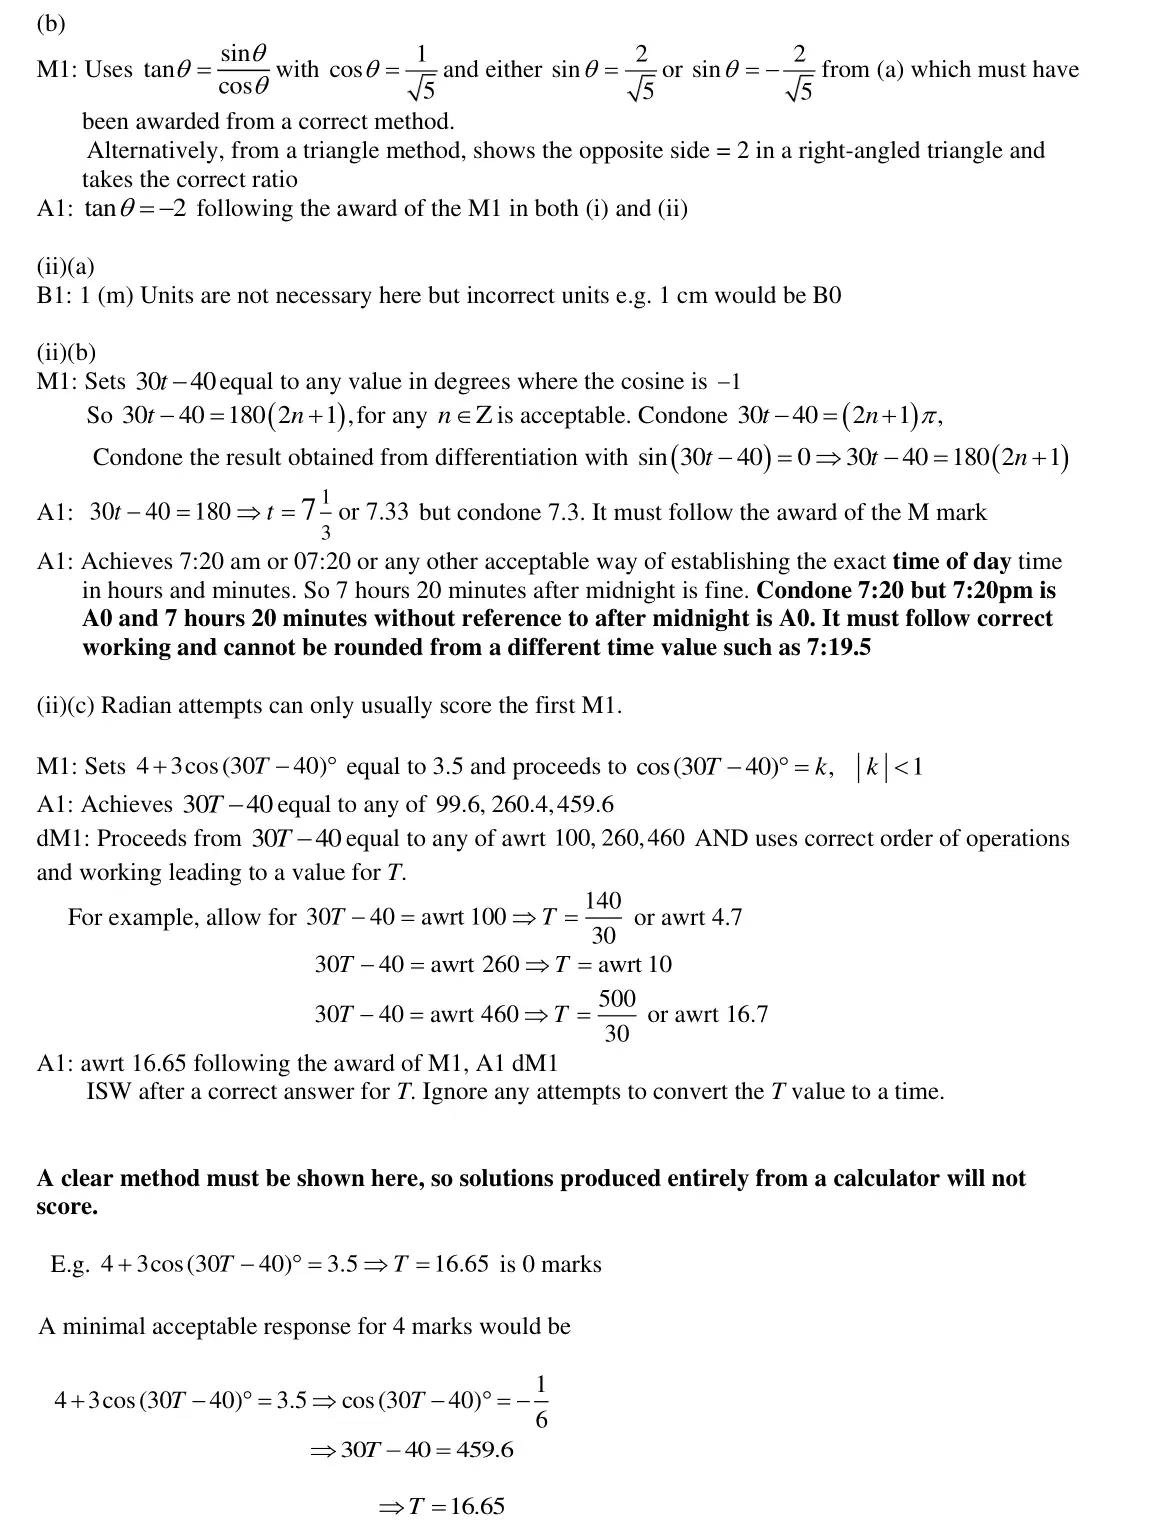 (b)
M1: Uses tanθ = sinθ/cosθ with cosθ = 1/√5 and either sinθ = 2/√5 or sinθ = −2/√5 from (a) which must have
been awarded from a correct method.
Alternatively, from a triangle method, shows the opposite side = 2 in a right-angled triangle and
takes the correct ratio
A1: tanθ = −2 following the award of the M1 in both (i) and (ii)
(ii)(a)
B1: 1 (m) Units are not necessary here but incorrect units e.g. 1 cm would be B0
(ii)(b)
M1: Sets 30t − 40 equal to any value in degrees where the cosine is −1
So 30t − 40 = 180(2n+1), for any n ∈ Z is acceptable. Condone 30t − 40 = (2n+1)π,
Condone the result obtained from differentiation with sin(30t − 40) = 0 ⇒ 30t − 40 = 180(2n+1)
A1: 30t − 40 = 180 ⇒ t = 7 1/3 or 7.33 but condone 7.3. It must follow the award of the M mark
A1: Achieves 7:20 am or 07:20 or any other acceptable way of establishing the exact time of day time
in hours and minutes. So 7 hours 20 minutes after midnight is fine. Condone 7:20 but 7:20pm is
A0 and 7 hours 20 minutes without reference to after midnight is A0. It must follow correct
working and cannot be rounded from a different time value such as 7:19.5
(ii)(c) Radian attempts can only usually score the first M1.
M1: Sets 4+3cos(30T − 40)° equal to 3.5 and proceeds to cos(30T − 40)° = k, |k| < 1
A1: Achieves 30T − 40 equal to any of 99.6, 260.4, 459.6
dM1: Proceeds from 30T − 40 equal to any of awrt 100, 260, 460 AND uses correct order of operations
and working leading to a value for T.
For example, allow for 30T − 40 = awrt 100 ⇒ T = 140/30 or awrt 4.7
30T − 40 = awrt 260 ⇒ T = awrt 10
30T − 40 = awrt 460 ⇒ T = 500/30 or awrt 16.7
A1: awrt 16.65 following the award of M1, A1 dM1
ISW after a correct answer for T. Ignore any attempts to convert the T value to a time.
A clear method must be shown here, so solutions produced entirely from a calculator will not
score.
E.g. 4+3cos(30T − 40)° = 3.5 ⇒ T = 16.65 is 0 marks
A minimal acceptable response for 4 marks would be
4+3cos(30T − 40)° = 3.5 ⇒ cos(30T − 40)° = −1/6
⇒ 30T − 40 = 459.6
⇒ T = 16.65